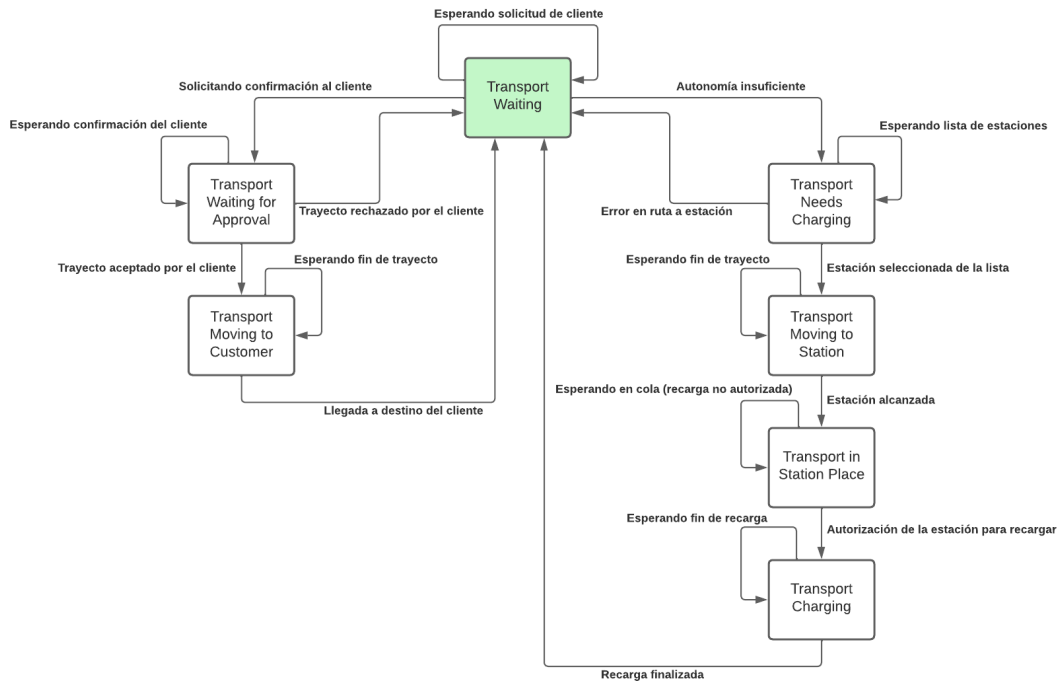 Esperando solicitud de cliente
Transport
Waiting
Solicitando confirmación al cliente
Autonomía insuficiente
Esperando confirmación del cliente
Esperando lista de estaciones
Transport
Waiting for
Approval
Trayecto rechazado por el cliente
Error en ruta a estación
Transport
Needs
Charging
Trayecto aceptado por el cliente
Esperando fin de trayecto
Esperando fin de trayecto
Estación seleccionada de la lista
Transport
Moving to
Customer
Transport
Moving to
Station
Llegada a destino del cliente
Esperando en cola (recarga no autorizada)
Estación alcanzada
Transport in
Station Place
Esperando fin de recarga
Autorización de la estación para recargar
Transport
Charging
Recarga finalizada